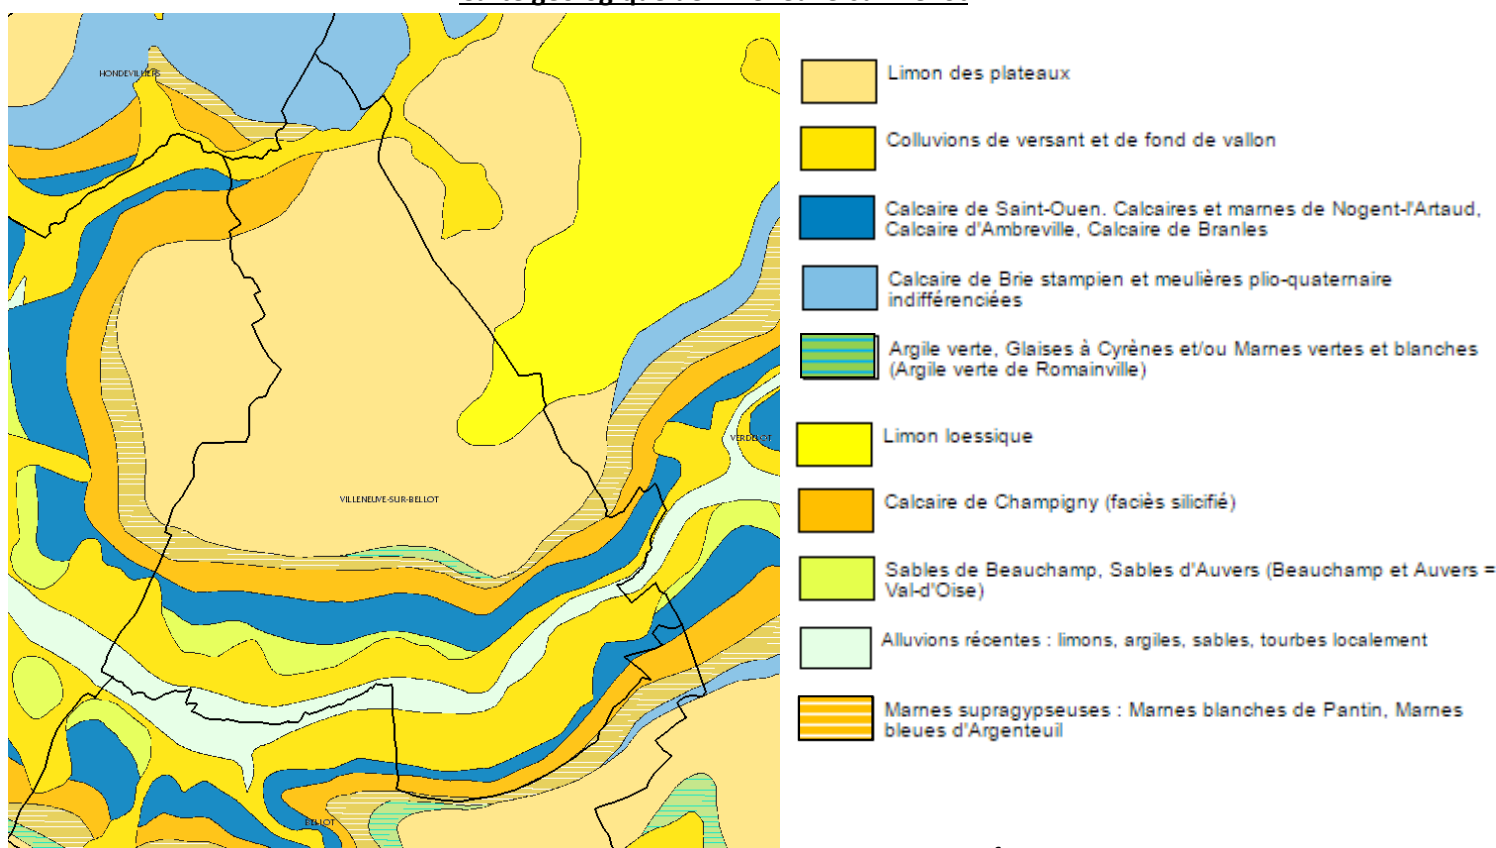 HONDEVILLIERS
VERDELOT
VILLENEUVE-SUR-BELLOT
BELLOT
Limon des plateaux
Colluvions de versant et de fond de vallon
Calcaire de Saint-Ouen. Calcaires et marnes de Nogent-l'Artaud,
Calcaire d'Ambreville, Calcaire de Branles
Calcaire de Brie stampien et meulières plio-quaternaire
indifférenciées
Argile verte, Glaises à Cyrènes et/ou Marnes vertes et blanches
(Argile verte de Romainville)
Limon loessique
Calcaire de Champigny (faciès silicifié)
Sables de Beauchamp, Sables d'Auvers (Beauchamp et Auvers =
Val-d'Oise)
Alluvions récentes : limons, argiles, sables, tourbes localement
Marnes supragypseuses : Marnes blanches de Pantin, Marnes
bleues d'Argenteuil